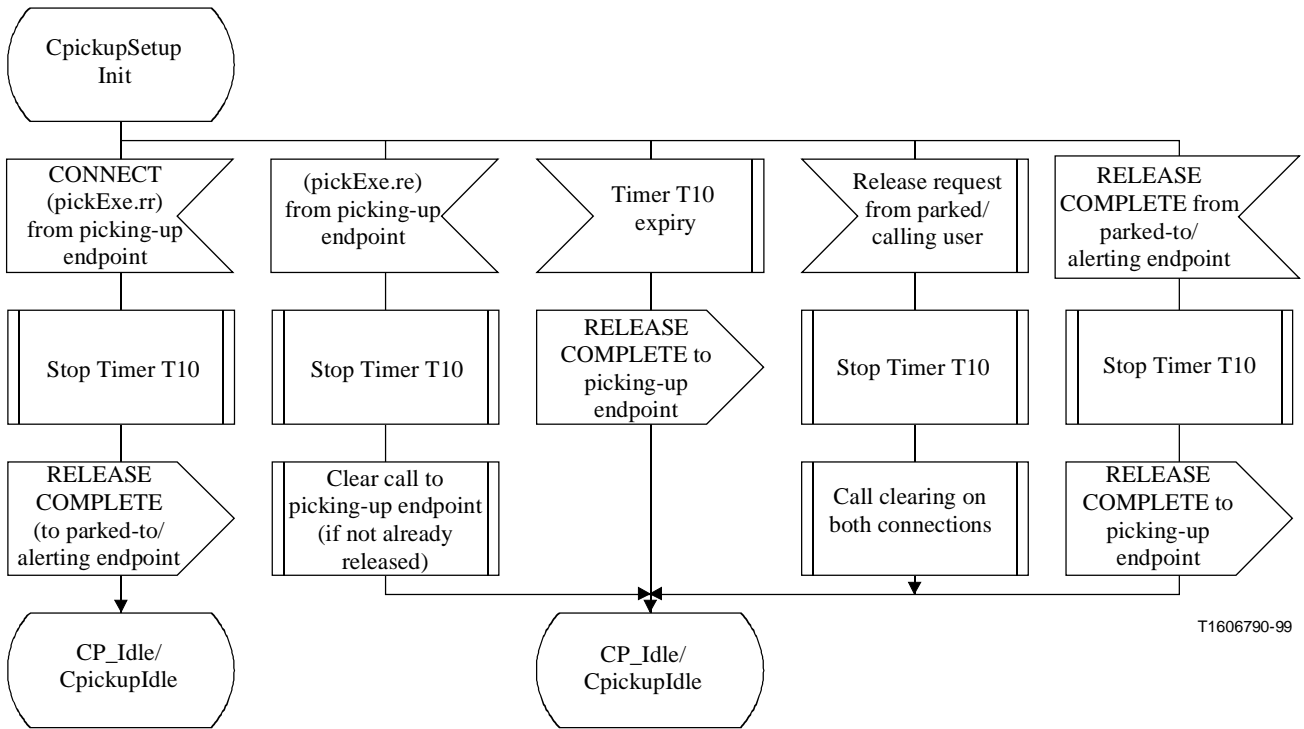 CpickupSetup
Init
CONNECT
(pickExe.rr)
from picking-up
endpoint
(pickExe.re)
from picking-up
endpoint
Timer T10
expiry
Release request
from parked/
calling user
RELEASE
COMPLETE from
parked-to/
alerting endpoint
Stop Timer T10
Stop Timer T10
RELEASE
COMPLETE to
picking-up
endpoint
Stop Timer T10
Stop Timer T10
RELEASE
COMPLETE
(to parked-to/
alerting endpoint
Clear call to
picking-up endpoint
(if not already
released)
Call clearing on
both connections
RELEASE
COMPLETE to
picking-up
endpoint
CP_Idle/
CpickupIdle
CP_Idle/
CpickupIdle
T1606790-99